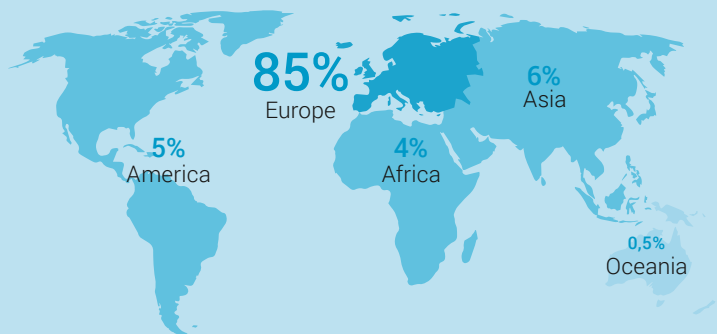 85%
Europe
6%
Asia
5%
America
4%
Africa
0,5%
Oceania